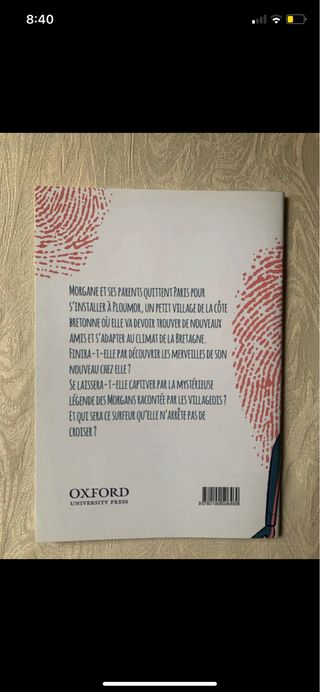 8:40
MORGANE ET SES PARENTS QUITTENT PARIS POUR
S'INSTALLER À PLOUMOR, UN PETIT VILLAGE DE LA CÔTE
BRETONNE OÙ ELLE VA DEVOIR TROUVER DE NOUVEAUX
AMIS ET S'ADAPTER AU CLIMAT DE LA BRETAGNE.
FINIRA-T-ELLE PAR DÉCOUVRIR LES MERVEILLES DE SON
NOUVEAU CHEZ ELLE ?
SE LAISSERA-T-ELLE CAPTIVER PAR LA MYSTÉRIEUSE
LÉGENDE DES MORGANS RACONTÉE PAR LES VILLAGEOIS ?
ET QUI SERA CE SURFEUR QU'ELLE N'ARRÊTE PAS DE
CROISER ?
OXFORD
UNIVERSITY PRESS